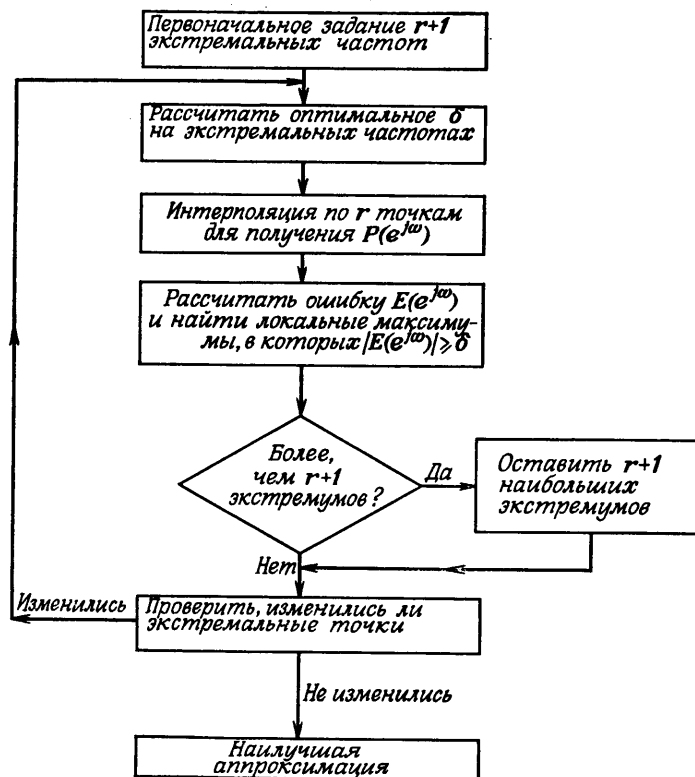 Первоначальное задание r+1
экстремальных частот
Рассчитать оптимальное δ
на экстремальных частотах
Интерполяция по r точкам
для получения P(e^{jω})
Рассчитать ошибку E(e^{jω})
и найти локальные максиму-
мы, в которых |E(e^{jω})|⩾δ
Более,
чем r+1
экстремумов?
Да
Оставить r+1
наибольших
экстремумов
Нет
Изменились
Проверить, изменились ли
экстремальные точки
Не изменились
Наилучшая
аппроксимация